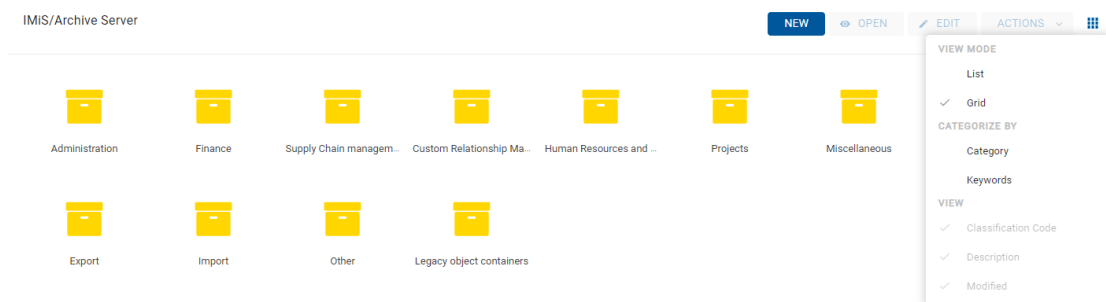 IMiS/Archive Server
NEW OPEN EDIT ACTIONS
VIEW MODE
List
Grid
CATEGORIZE BY
Category
Keywords
VIEW
Classification Code
Description
Modified
Administration Finance Supply Chain managem... Custom Relationship Ma... Human Resources and ... Projects Miscellaneous
Export Import Other Legacy object containers